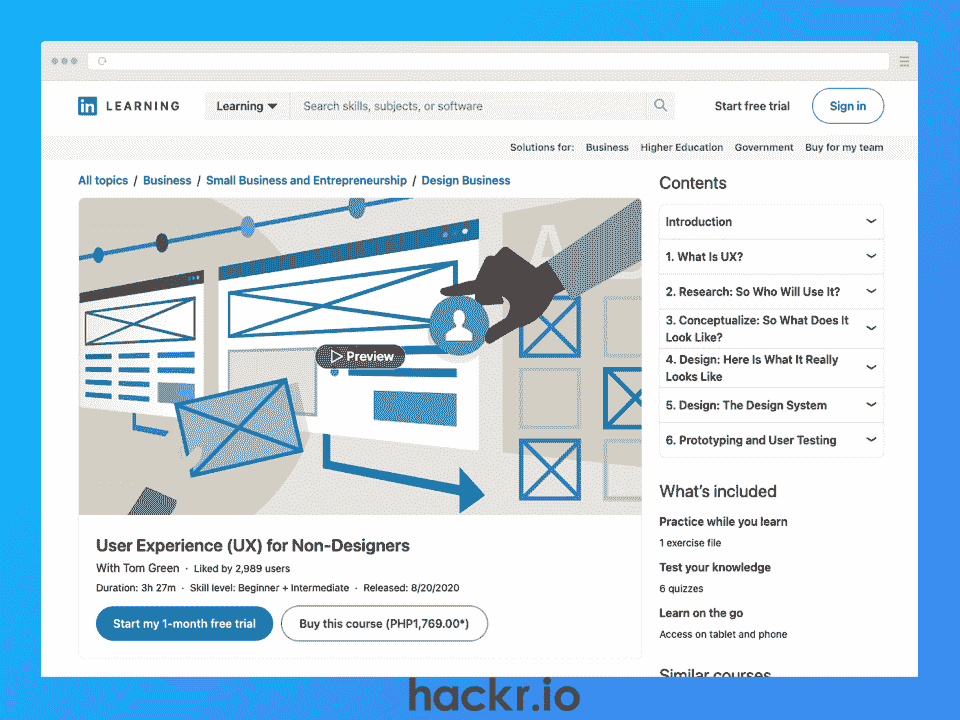 in LEARNING
Learning
Search skills, subjects, or software
Start free trial
Sign in
Solutions for: Business Higher Education Government Buy for my team
All topics / Business / Small Business and Entrepreneurship / Design Business
Preview
User Experience (UX) for Non-Designers
With Tom Green · Liked by 2,989 users
Duration: 3h 27m · Skill level: Beginner + Intermediate · Released: 8/20/2020
Start my 1-month free trial
Buy this course (PHP1,769.00*)
Contents
Introduction
1. What Is UX?
2. Research: So Who Will Use It?
3. Conceptualize: So What Does It
Look Like?
4. Design: Here Is What It Really
Looks Like
5. Design: The Design System
6. Prototyping and User Testing
What's included
Practice while you learn
1 exercise file
Test your knowledge
6 quizzes
Learn on the go
Access on tablet and phone
Similar courses
hackr.io